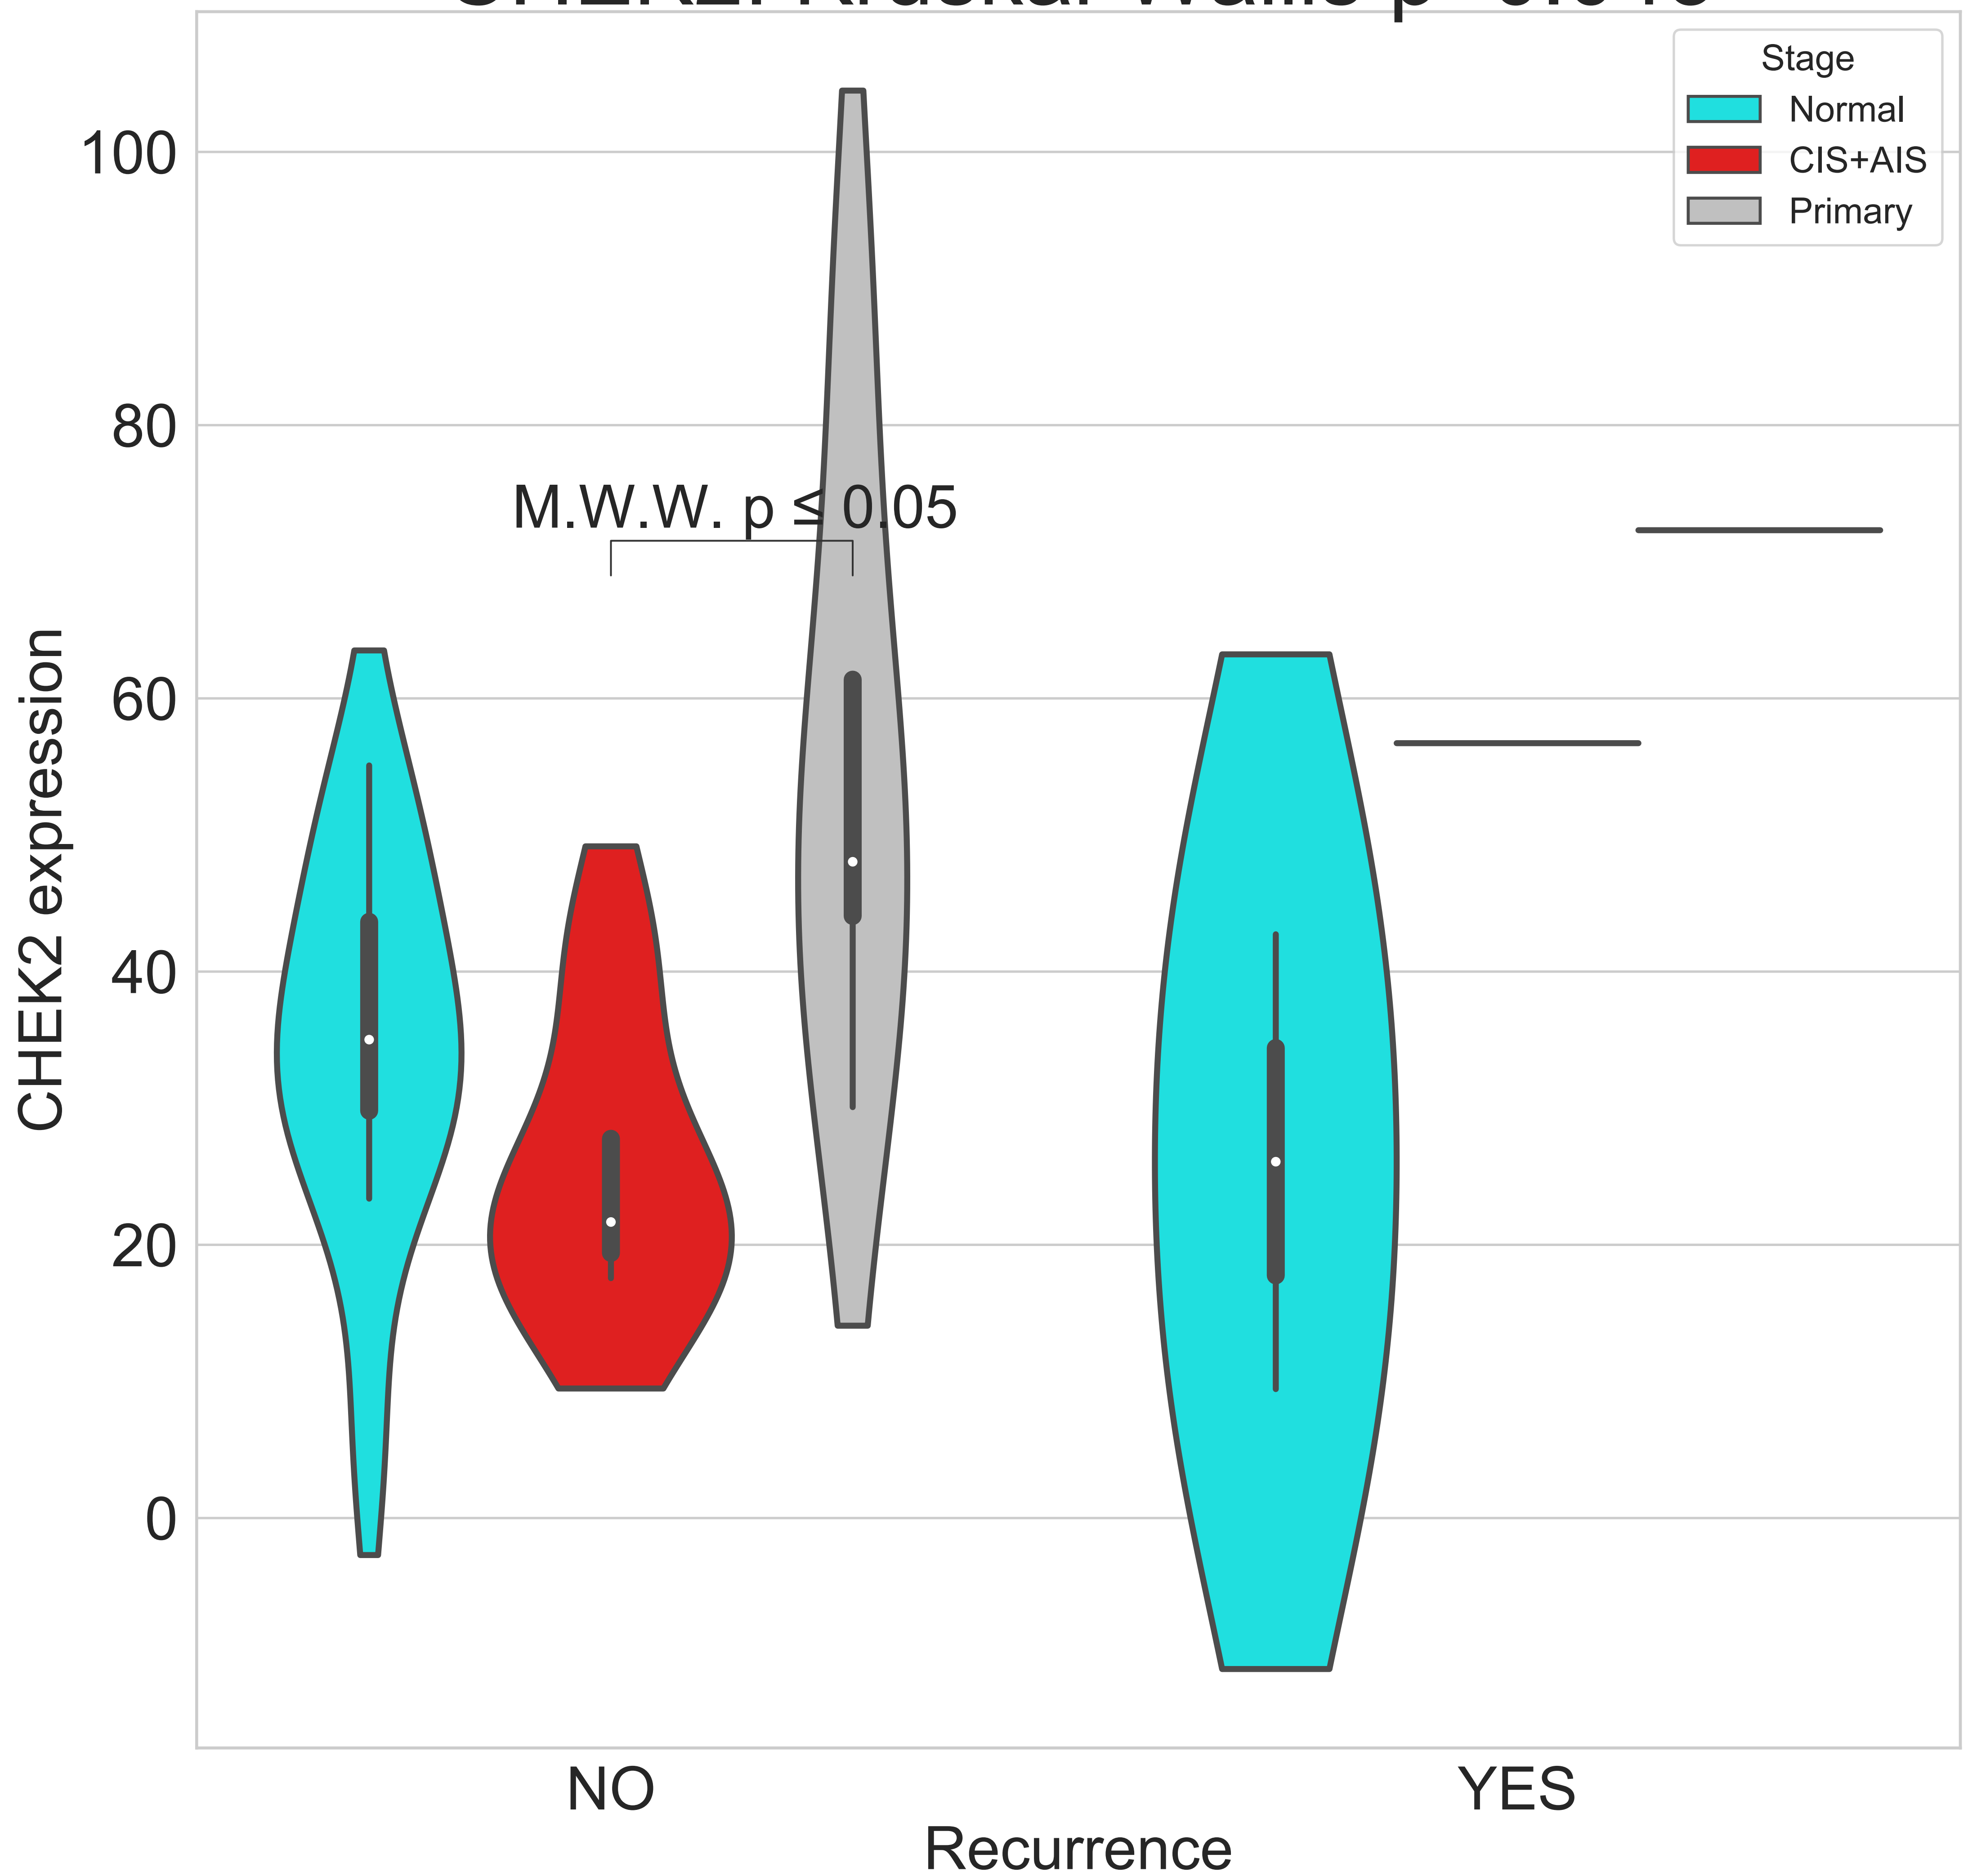 Stage
Normal
CIS+AIS
Primary
100
80
60
40
20
0
M.W.W. p ≤ 0.05
CHEK2 expression
NO
YES
Recurrence